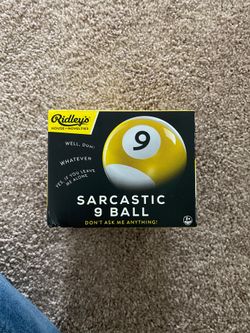 Ridley's
HOUSE OF NOVELTIES
WELL, DUH!
WHATEVER
YES, IF YOU LEAVE
ME ALONE
9
SARCASTIC
9 BALL
DON'T ASK ME ANYTHING!